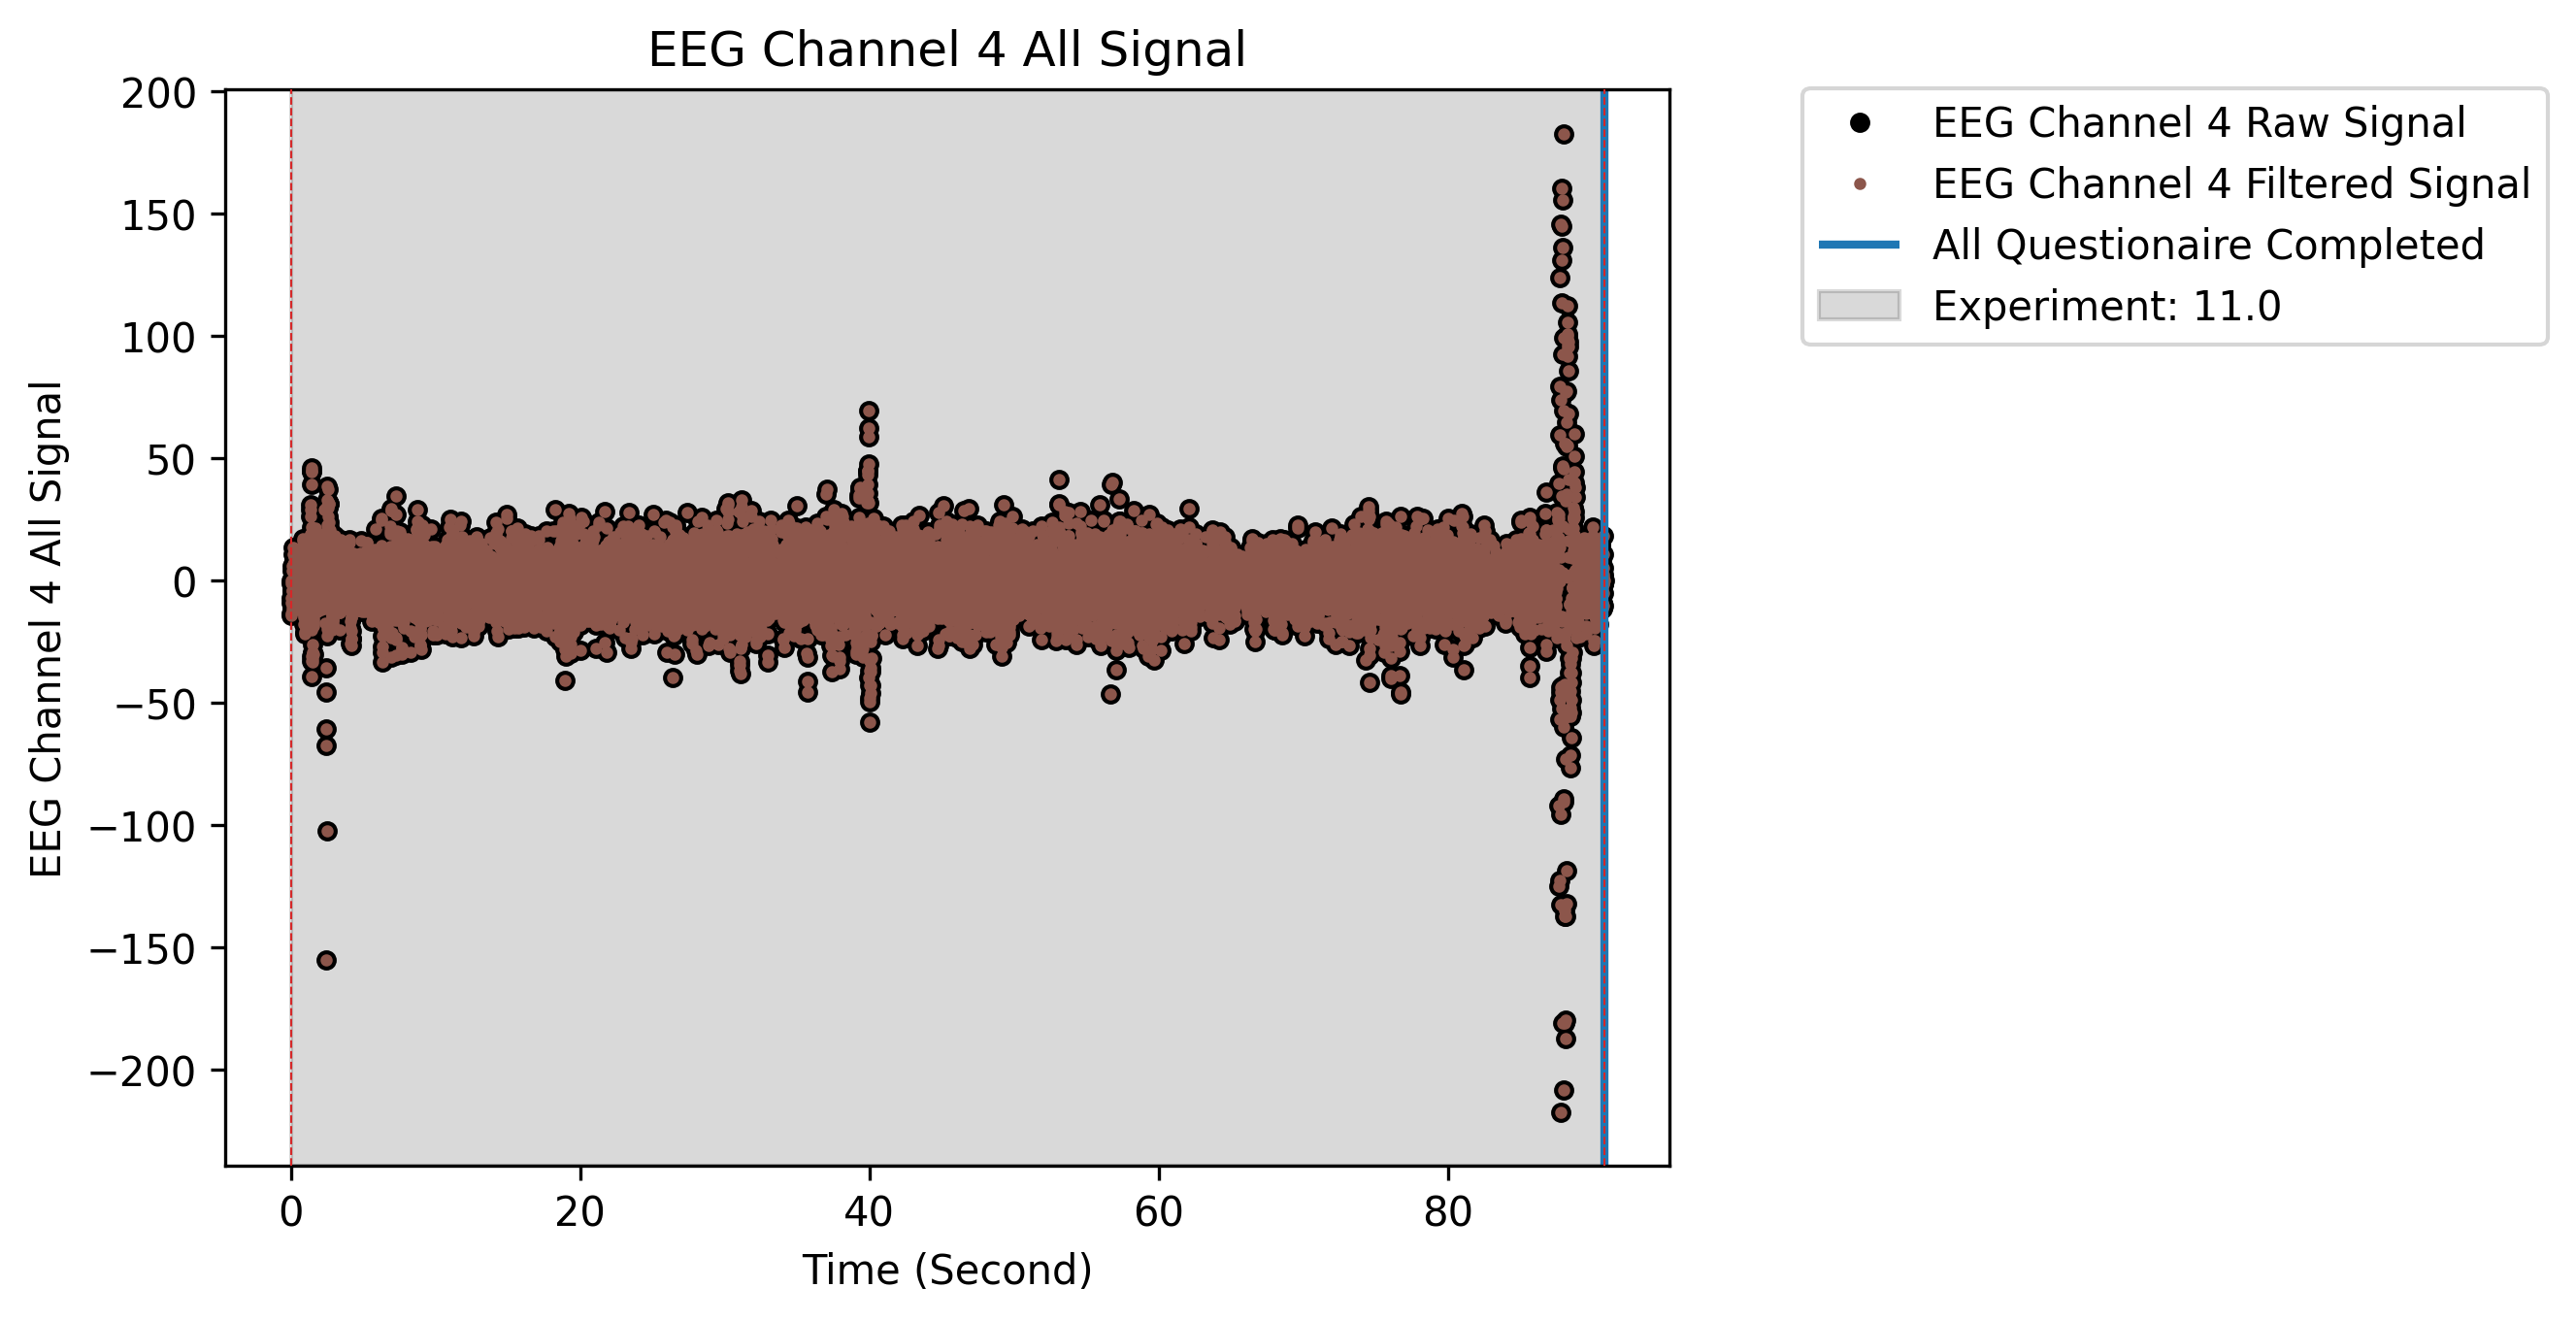 EEG Channel 4 All Signal
EEG Channel 4 All Signal
200
150
100
50
0
−50
−100
−150
−200
0 20 40 60 80
Time (Second)
EEG Channel 4 Raw Signal
EEG Channel 4 Filtered Signal
All Questionaire Completed
Experiment: 11.0